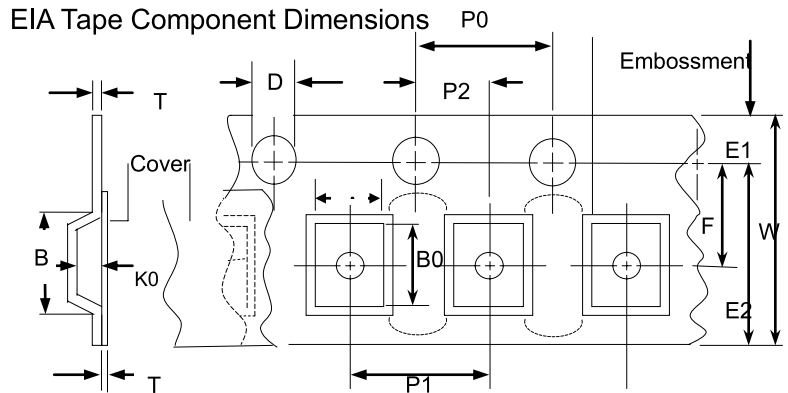 EIA Tape Component Dimensions
P0
D
Embossment
T
P2
Cover
E1
F
W
B
K0
B0
E2
T
P1